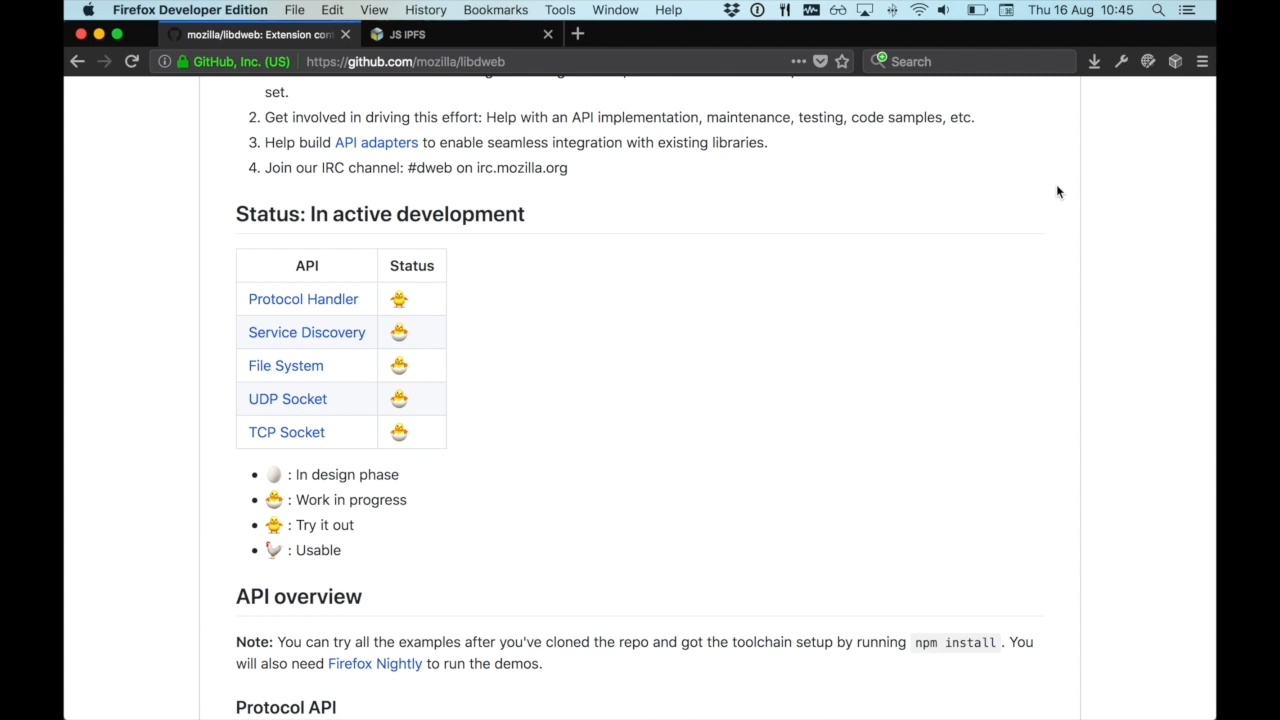 Firefox Developer Edition File Edit View History Bookmarks Tools Window Help Thu 16 Aug 10:45
mozilla/libdweb: Extension con JS IPFS
GitHub, Inc. (US) https://github.com/mozilla/libdweb Search
set.
2. Get involved in driving this effort: Help with an API implementation, maintenance, testing, code samples, etc.
3. Help build API adapters to enable seamless integration with existing libraries.
4. Join our IRC channel: #dweb on irc.mozilla.org
Status: In active development
API Status
Protocol Handler 🐥
Service Discovery 🐣
File System 🐣
UDP Socket 🐣
TCP Socket 🐣
• 🥚 : In design phase
• 🐣 : Work in progress
• 🐥 : Try it out
• 🐓 : Usable
API overview
Note: You can try all the examples after you've cloned the repo and got the toolchain setup by running npm install. You
will also need Firefox Nightly to run the demos.
Protocol API